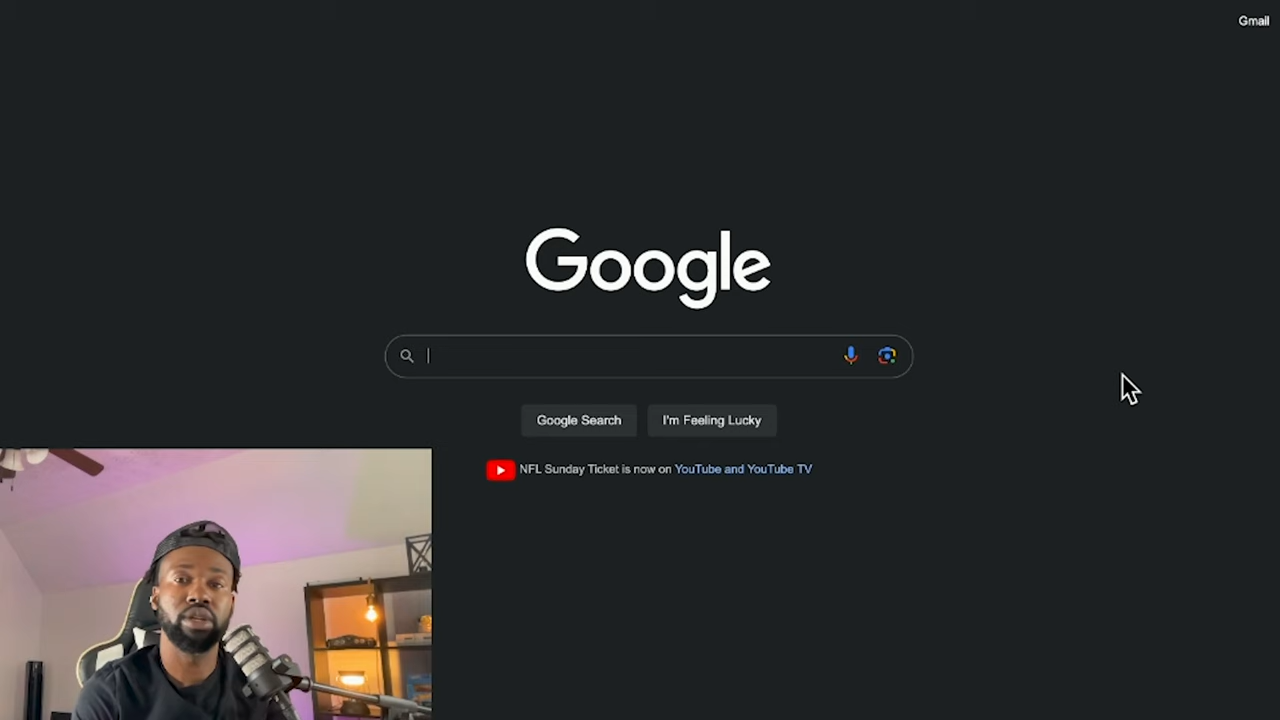 Gmail
Google
Google Search
I'm Feeling Lucky
NFL Sunday Ticket is now on YouTube and YouTube TV